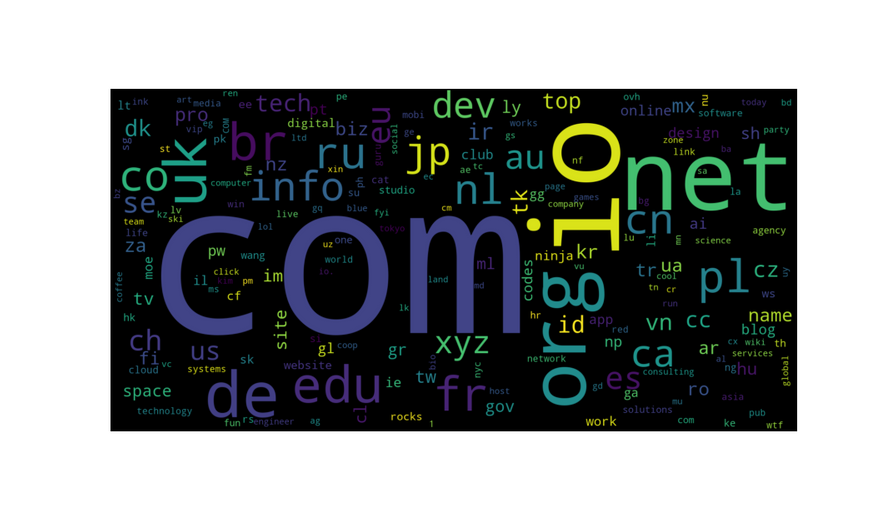 lt ink art media ren ee tech pt pe dev ly top ovh online mx nu today bd
pro vip eg COM digital mobi software
dk sg pk br ltd biz eu social ge ir works gs io design sh party
uk ru guru jp club au nf zone link ba
co st fm nz xin cat ae tc net sa
computer su ph studio ec nl gg page games la
bz se kz lv win info gq blue fyi tk company cn bg ai science agency
team ski live cm lu li mn
life lol tokyo
za com uz one ninja kr
coffee moe pw wang world ml codes vu tr ua cool cz uy
tv il click kim pm im io. land md org tn cr run pl ws
ms cf
hk lk hr id app red vn cc name
ch site si coop blog
fi vc us gl gr xyz nyc network np ca ar cx wiki th
cloud systems sk website bio al ng services hu global
space de edu ie tw fr host gd es consulting asia
technology ga mu ro
fun rs engineer ag cl rocks 1 gov work solutions com ke pub wtf